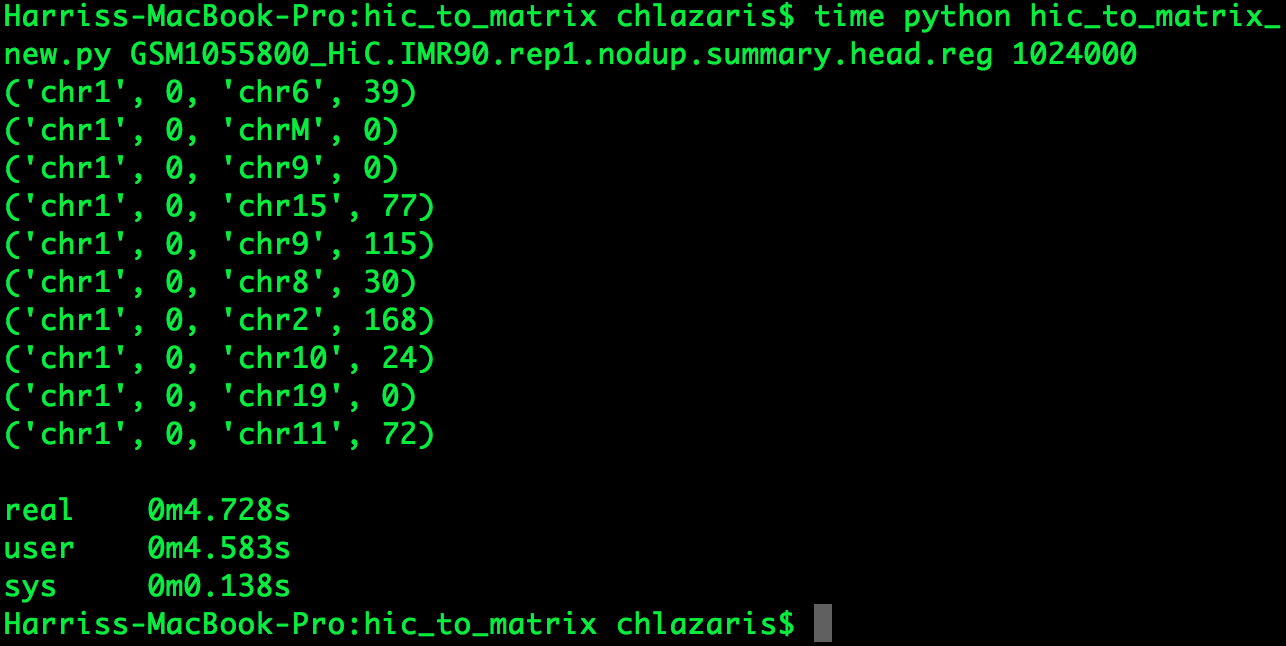 Harriss-MacBook-Pro:hic_to_matrix chlazaris$ time python hic_to_matrix_
new.py GSM1055800_HiC.IMR90.rep1.nodup.summary.head.reg 1024000
('chr1', 0, 'chr6', 39)
('chr1', 0, 'chrM', 0)
('chr1', 0, 'chr9', 0)
('chr1', 0, 'chr15', 77)
('chr1', 0, 'chr9', 115)
('chr1', 0, 'chr8', 30)
('chr1', 0, 'chr2', 168)
('chr1', 0, 'chr10', 24)
('chr1', 0, 'chr19', 0)
('chr1', 0, 'chr11', 72)
real    0m4.728s
user    0m4.583s
sys     0m0.138s
Harriss-MacBook-Pro:hic_to_matrix chlazaris$